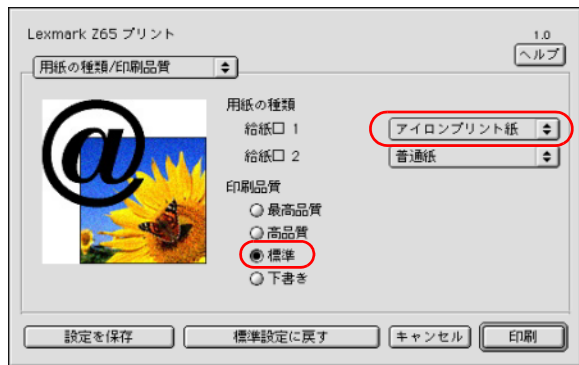 Lexmark Z65 プリント
1.0
ヘルプ
用紙の種類/印刷品質
用紙の種類
給紙口 1 アイロンプリント紙
給紙口 2 普通紙
印刷品質
最高品質
高品質
標準
下書き
設定を保存 標準設定に戻す キャンセル 印刷